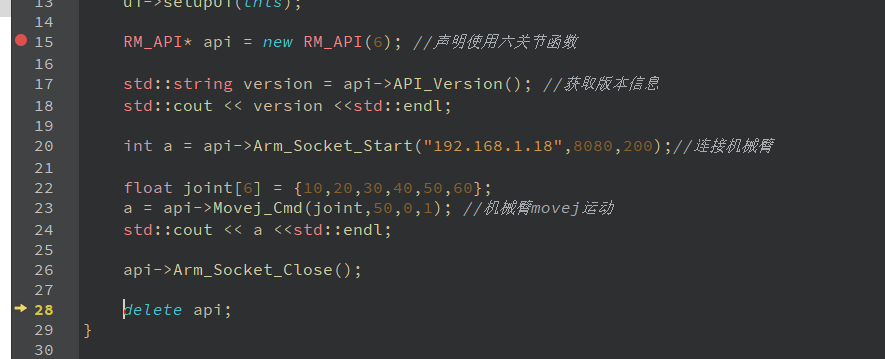 13 ui->setupUi(this);
14
15 RM_API* api = new RM_API(6); //声明使用六关节函数
16
17 std::string version = api->API_Version(); //获取版本信息
18 std::cout << version <<std::endl;
19
20 int a = api->Arm_Socket_Start("192.168.1.18",8080,200);//连接机械臂
21
22 float joint[6] = {10,20,30,40,50,60};
23 a = api->Movej_Cmd(joint,50,0,1); //机械臂movej运动
24 std::cout << a <<std::endl;
25
26 api->Arm_Socket_Close();
27
28 delete api;
29 }
30